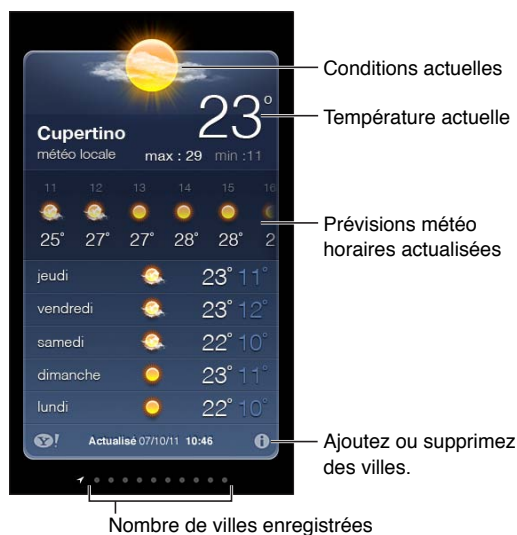 Conditions actuelles
23°
Température actuelle
Cupertino
météo locale
max : 29 min :11
11 12 13 14 15 16
25° 27° 27° 28° 28° 2
Prévisions météo
horaires actualisées
jeudi 23° 11°
vendredi 23° 12°
samedi 22° 10°
dimanche 23° 11°
lundi 22° 10°
Y! Actualisé 07/10/11 10:46 i
Ajoutez ou supprimez
des villes.
Nombre de villes enregistrées